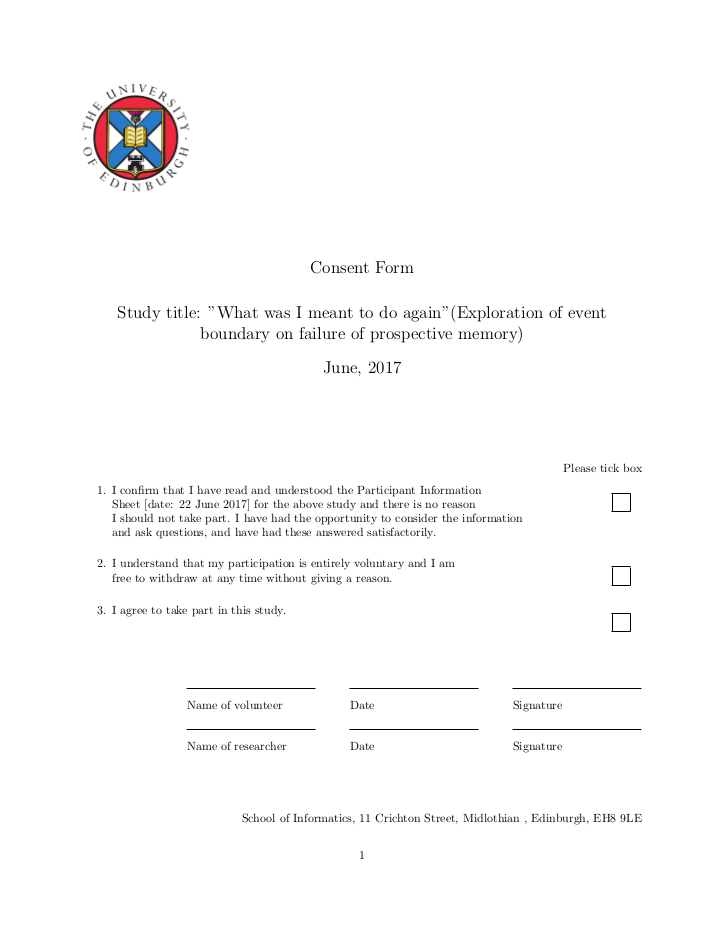 THE UNIVERSITY
OF EDINBURGH
Consent Form
Study title: ”What was I meant to do again”(Exploration of event
boundary on failure of prospective memory)
June, 2017
Please tick box
1. I confirm that I have read and understood the Participant Information
Sheet [date: 22 June 2017] for the above study and there is no reason
I should not take part. I have had the opportunity to consider the information
and ask questions, and have had these answered satisfactorily.
2. I understand that my participation is entirely voluntary and I am
free to withdraw at any time without giving a reason.
3. I agree to take part in this study.
Name of volunteer Date Signature
Name of researcher Date Signature
School of Informatics, 11 Crichton Street, Midlothian , Edinburgh, EH8 9LE
1